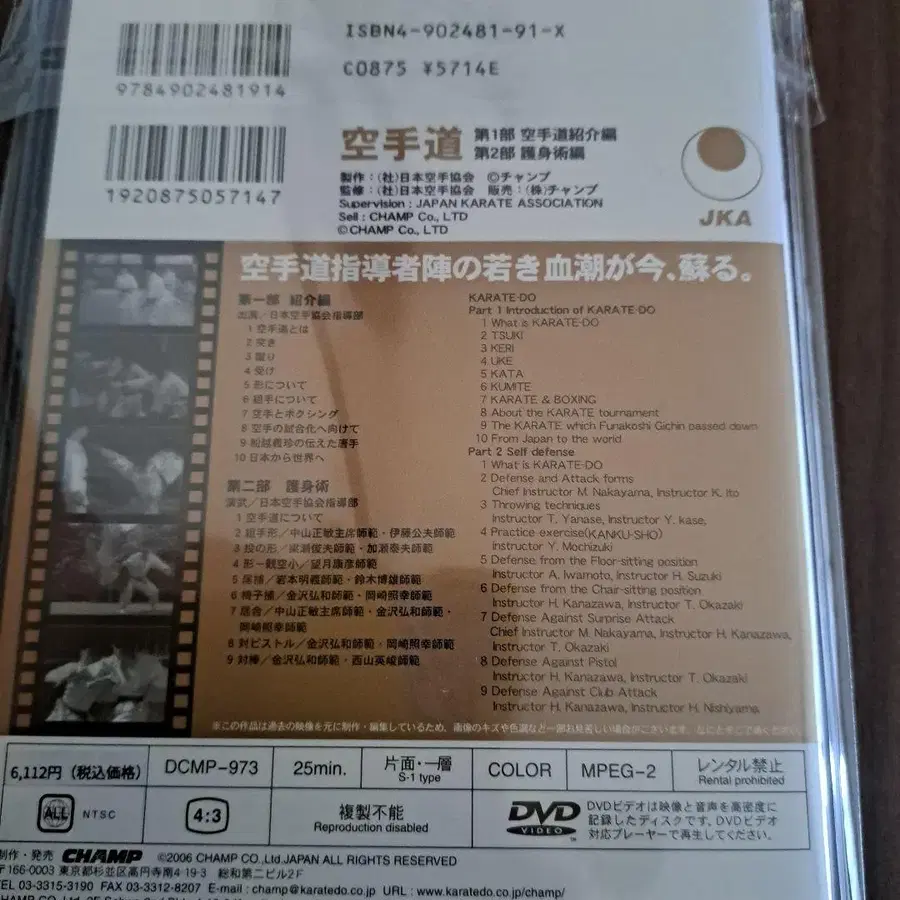 ISBN4-902481-91-X
C0875 ¥5714E
9784902481914
1920875057147
空手道 第1部 空手道紹介編
第2部 護身術編
製作:(社)日本空手協会 ©チャンプ
監修:(社)日本空手協会 販売:(株)チャンプ
Supervision : JAPAN KARATE ASSOCIATION
Sell : CHAMP Co., LTD
©CHAMP Co., LTD
JKA
空手道指導者陣の若き血潮が今、蘇る。
第一部 紹介編
出演/日本空手協会指導部
1 空手道とは
2 突き
3 蹴り
4 受け
5 形について
6 組手について
7 空手とボクシング
8 空手の試合化へ向けて
9 船越義珍の伝えた唐手
10 日本から世界へ
第二部 護身術
演武/日本空手協会指導部
1 空手道について
2 組手形/中山正敏主席師範・伊藤公夫師範
3 投の形/梁瀬俊夫師範・加瀬泰夫師範
4 形−観空小/望月康彦師範
5 居捕/岩本明義師範・鈴木博雄師範
6 椅子捕/金沢弘和師範・岡崎照幸師範
7 居合/中山正敏主席師範・金沢弘和師範・
岡崎照幸師範
8 対ピストル/金沢弘和師範・岡崎照幸師範
9 対棒/金沢弘和師範・西山英峻師範
KARATE-DO
Part 1 Introduction of KARATE-DO
1 What is KARATE-DO
2 TSUKI
3 KERI
4 UKE
5 KATA
6 KUMITE
7 KARATE & BOXING
8 About the KARATE tournament
9 The KARATE which Funakoshi Gichin passed down
10 From Japan to the world
Part 2 Self defense
1 What is KARATE-DO
2 Defense and Attack forms
Chief Instructor M. Nakayama, Instructor K. Ito
3 Throwing techniques
Instructor T. Yanase, Instructor Y. kase,
4 Practice exercise(KANKU-SHO)
instructor Y. Mochizuki
5 Defense from the Floor-sitting position
Instructor A. Iwamoto, Instructor H. Suzuki
6 Defense from the Chair-sitting position
Instructor H. Kanazawa, Instructor T. Okazaki
7 Defense Against Surprise Attack
Chief Instructor M. Nakayama, Instructor H. Kanazawa,
Instructor T. Okazaki
8 Defense Against Pistol
Instructor H. Kanazawa, Instructor T. Okazaki
9 Defense Against Club Attack
Instructor H. Kanazawa, Instructor H. Nishiyama
※この作品は過去の映像を元に制作・編集しているため、画像のキズや色調など一部お見苦しい場合がございます。
6,112円(税込価格) DCMP-973 25min. 片面・一層 COLOR MPEG-2 レンタル禁止
S-1 type Rental prohibited
ALL NTSC 4:3 複製不能
Reproduction disabled
DVD VIDEO
DVDビデオは映像と音声を高密度に
記録したディスクです。DVDビデオ
対応プレーヤーで再生してください。
制作・発売 CHAMP ©2006 CHAMP CO.,Ltd.JAPAN ALL RIGHTS RESERVED
〒166-0003 東京都杉並区高円寺南4-19-3 総和第二ビル2F
TEL 03-3315-3190 FAX 03-3312-8207 E-mail : champ@karatedo.co.jp URL : www.karatedo.co.jp/champ/